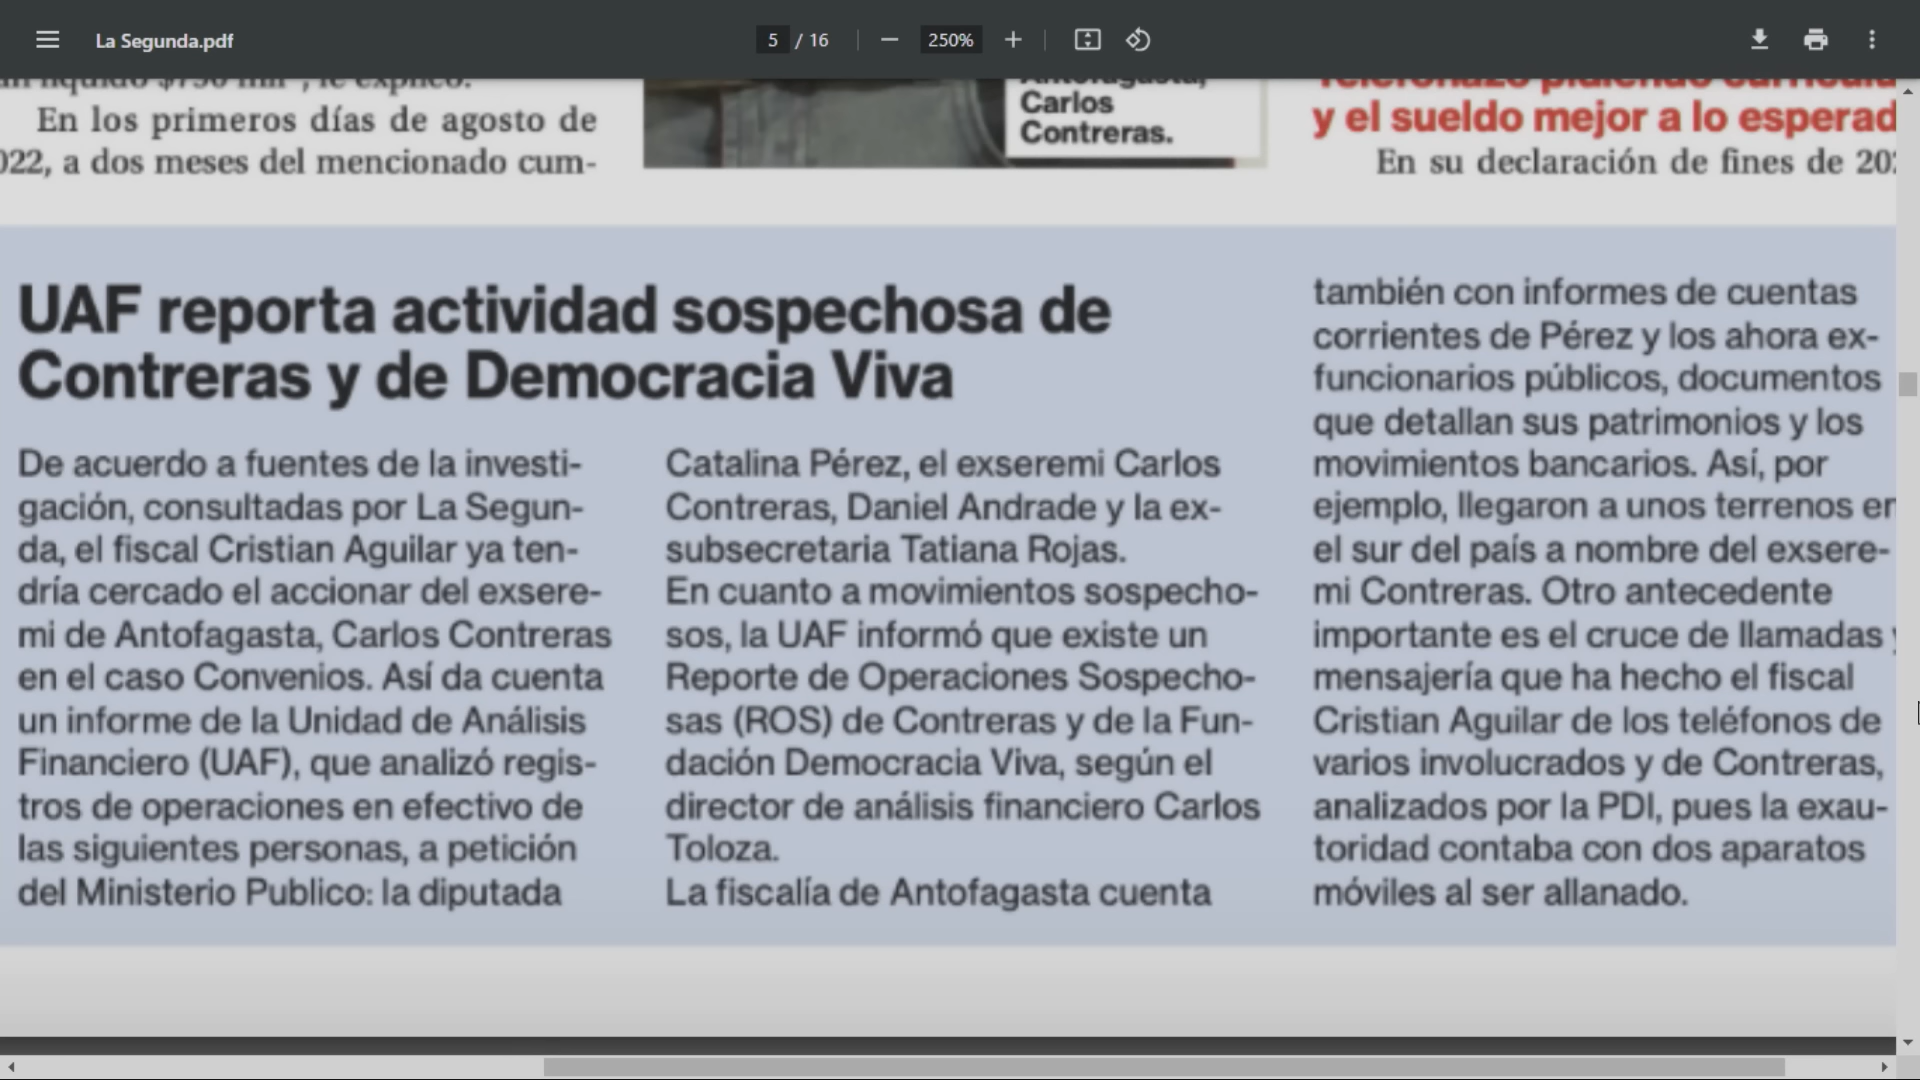 La Segunda.pdf
5 / 16
250%
En los primeros días de agosto de
022, a dos meses del mencionado cum-
Carlos
Contreras.
y el sueldo mejor a lo esperad
En su declaración de fines de 20
UAF reporta actividad sospechosa de
Contreras y de Democracia Viva
De acuerdo a fuentes de la investi-
gación, consultadas por La Segun-
da, el fiscal Cristian Aguilar ya ten-
dría cercado el accionar del exsere-
mi de Antofagasta, Carlos Contreras
en el caso Convenios. Así da cuenta
un informe de la Unidad de Análisis
Financiero (UAF), que analizó regis-
tros de operaciones en efectivo de
las siguientes personas, a petición
del Ministerio Publico: la diputada
Catalina Pérez, el exseremi Carlos
Contreras, Daniel Andrade y la ex-
subsecretaria Tatiana Rojas.
En cuanto a movimientos sospecho-
sos, la UAF informó que existe un
Reporte de Operaciones Sospecho-
sas (ROS) de Contreras y de la Fun-
dación Democracia Viva, según el
director de análisis financiero Carlos
Toloza.
La fiscalía de Antofagasta cuenta
también con informes de cuentas
corrientes de Pérez y los ahora ex-
funcionarios públicos, documentos
que detallan sus patrimonios y los
movimientos bancarios. Así, por
ejemplo, llegaron a unos terrenos en
el sur del país a nombre del exsere-
mi Contreras. Otro antecedente
importante es el cruce de llamadas y
mensajería que ha hecho el fiscal
Cristian Aguilar de los teléfonos de
varios involucrados y de Contreras,
analizados por la PDI, pues la exau-
toridad contaba con dos aparatos
móviles al ser allanado.